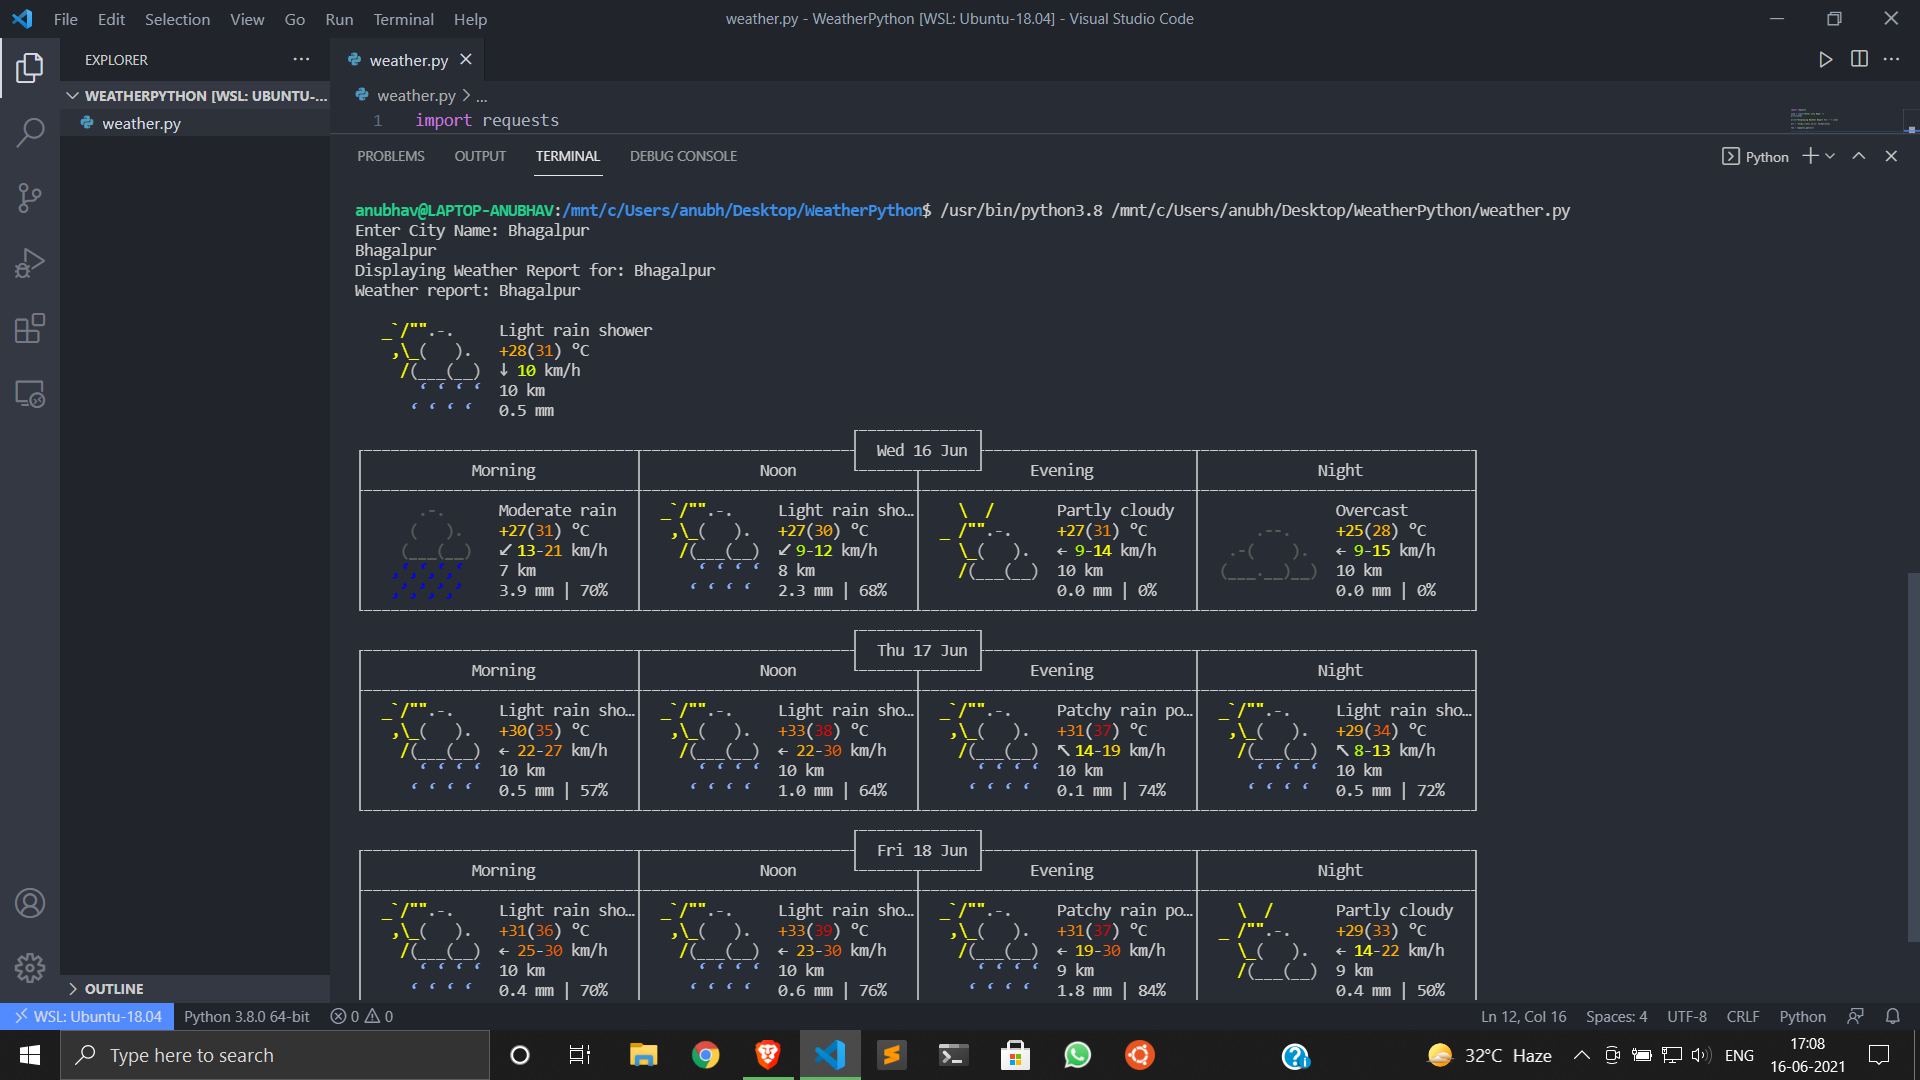 File Edit Selection View Go Run Terminal Help
weather.py - WeatherPython [WSL: Ubuntu-18.04] - Visual Studio Code
EXPLORER
WEATHERPYTHON [WSL: UBUNTU-...
weather.py
weather.py
weather.py > ...
1 import requests
PROBLEMS OUTPUT TERMINAL DEBUG CONSOLE
Python
anubhav@LAPTOP-ANUBHAV:/mnt/c/Users/anubh/Desktop/WeatherPython$ /usr/bin/python3.8 /mnt/c/Users/anubh/Desktop/WeatherPython/weather.py
Enter City Name: Bhagalpur
Bhagalpur
Displaying Weather Report for: Bhagalpur
Weather report: Bhagalpur
Light rain shower
+28(31) °C
↓ 10 km/h
10 km
0.5 mm
Wed 16 Jun
Morning Noon Evening Night
Moderate rain Light rain sho… Partly cloudy Overcast
+27(31) °C +27(30) °C +27(31) °C +25(28) °C
↙ 13-21 km/h ↙ 9-12 km/h ← 9-14 km/h ← 9-15 km/h
7 km 8 km 10 km 10 km
3.9 mm | 70% 2.3 mm | 68% 0.0 mm | 0% 0.0 mm | 0%
Thu 17 Jun
Morning Noon Evening Night
Light rain sho… Light rain sho… Patchy rain po… Light rain sho…
+30(35) °C +33(38) °C +31(37) °C +29(34) °C
← 22-27 km/h ← 22-30 km/h ↖ 14-19 km/h ↖ 8-13 km/h
10 km 10 km 10 km 10 km
0.5 mm | 57% 1.0 mm | 64% 0.1 mm | 74% 0.5 mm | 72%
Fri 18 Jun
Morning Noon Evening Night
Light rain sho… Light rain sho… Patchy rain po… Partly cloudy
+31(36) °C +33(39) °C +31(37) °C +29(33) °C
← 25-30 km/h ← 23-30 km/h ← 19-30 km/h ← 14-22 km/h
10 km 10 km 9 km 9 km
0.4 mm | 70% 0.6 mm | 76% 1.8 mm | 84% 0.4 mm | 50%
OUTLINE
WSL: Ubuntu-18.04 Python 3.8.0 64-bit 0 0 Ln 12, Col 16 Spaces: 4 UTF-8 CRLF Python
Type here to search
32°C Haze
ENG
17:08
16-06-2021